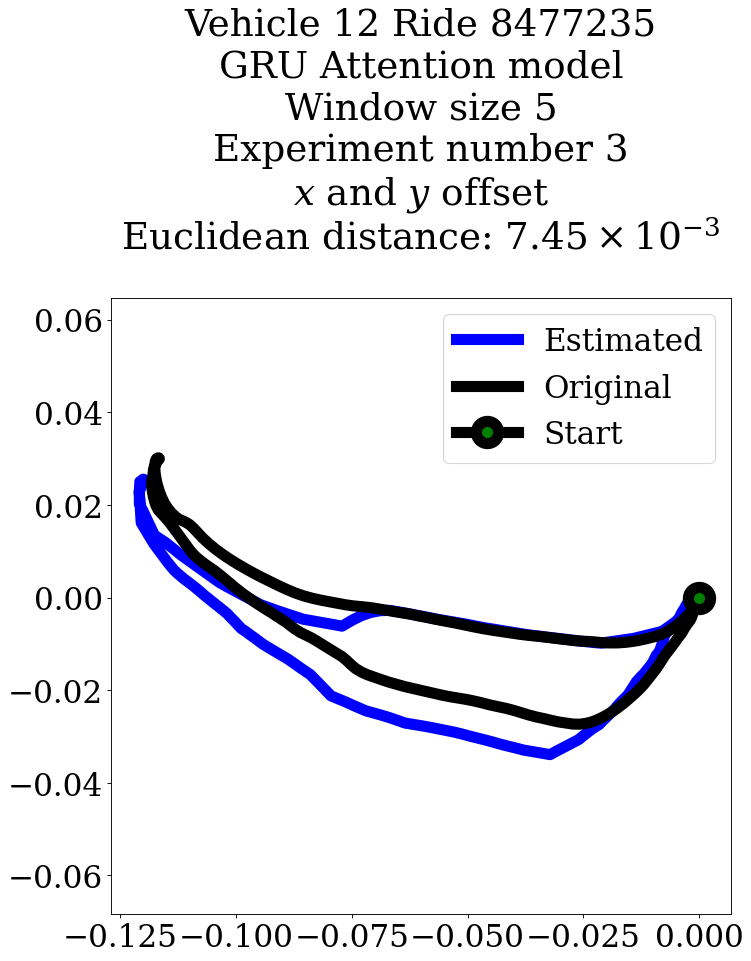 Vehicle 12 Ride 8477235
GRU Attention model
Window size 5
Experiment number 3
x and y offset
Euclidean distance: 7.45 × 10⁻³
Estimated
Original
Start
0.06
0.04
0.02
0.00
−0.02
−0.04
−0.06
−0.125 −0.100 −0.075 −0.050 −0.025 0.000